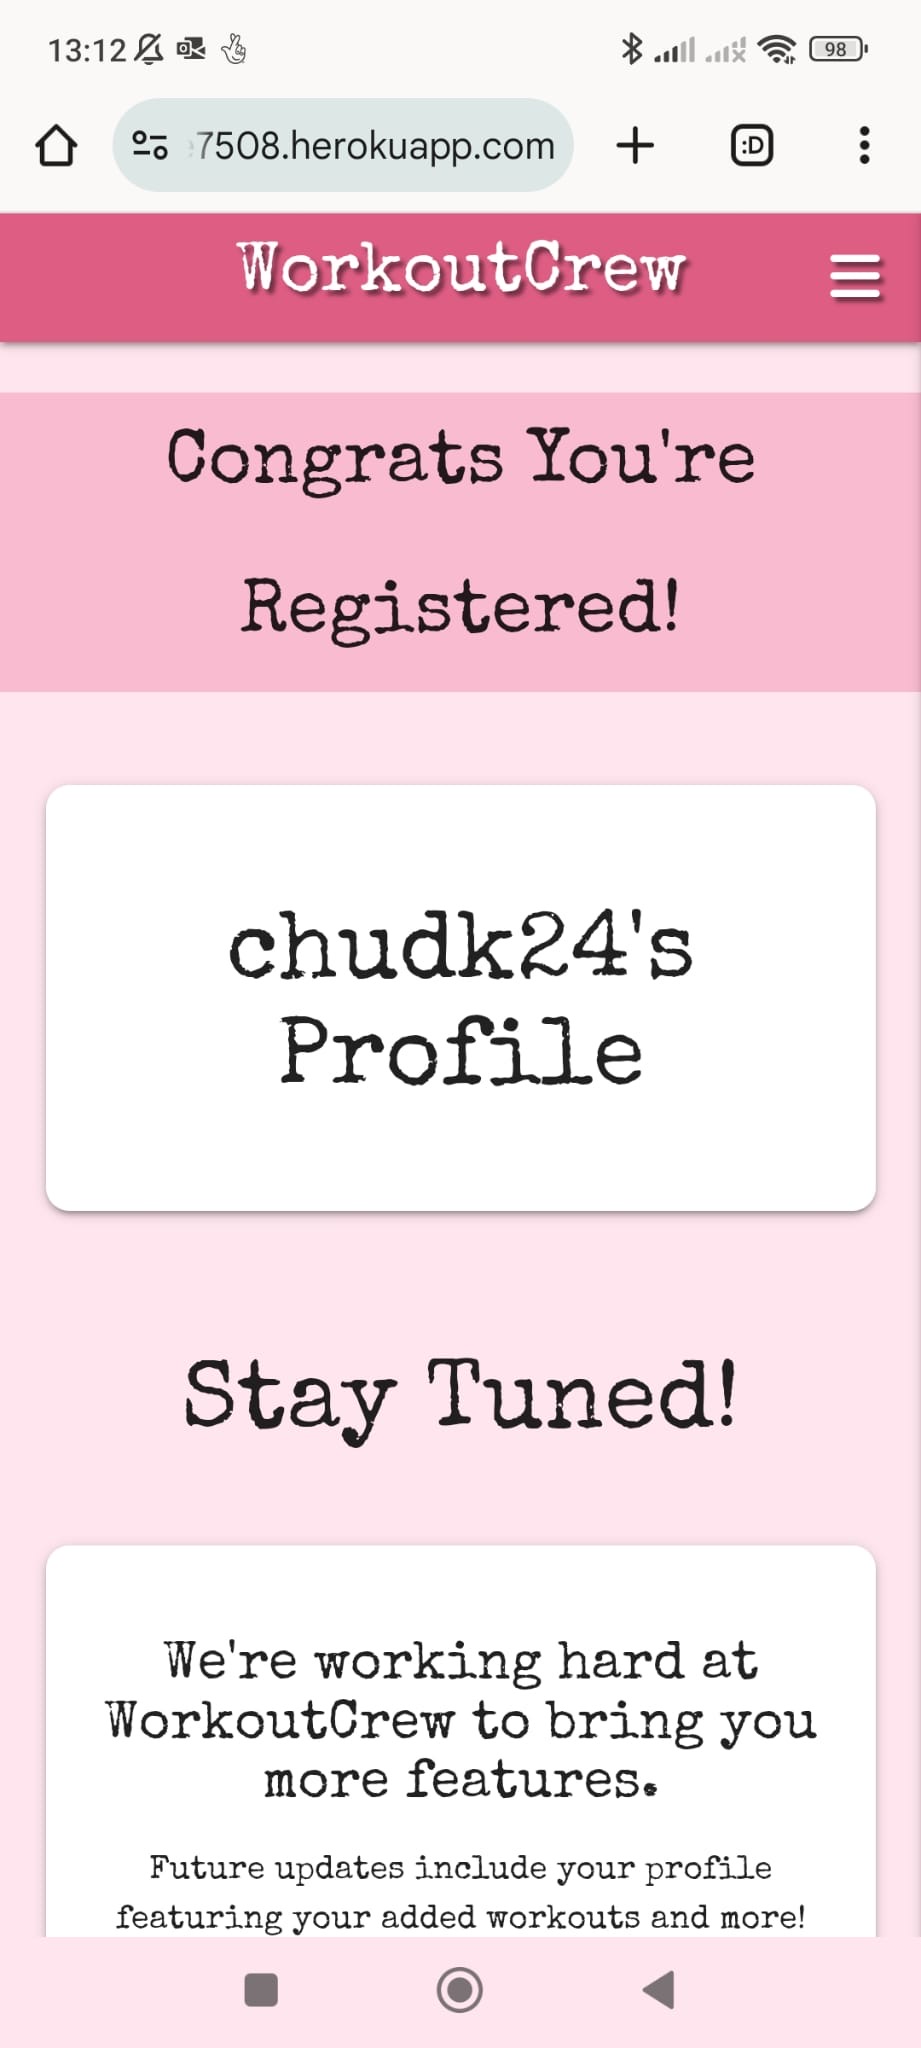 13:12
98
7508.herokuapp.com
:D
WorkoutCrew
Congrats You're
Registered!
chudk24's
Profile
Stay Tuned!
We're working hard at
WorkoutCrew to bring you
more features.
Future updates include your profile
featuring your added workouts and more!